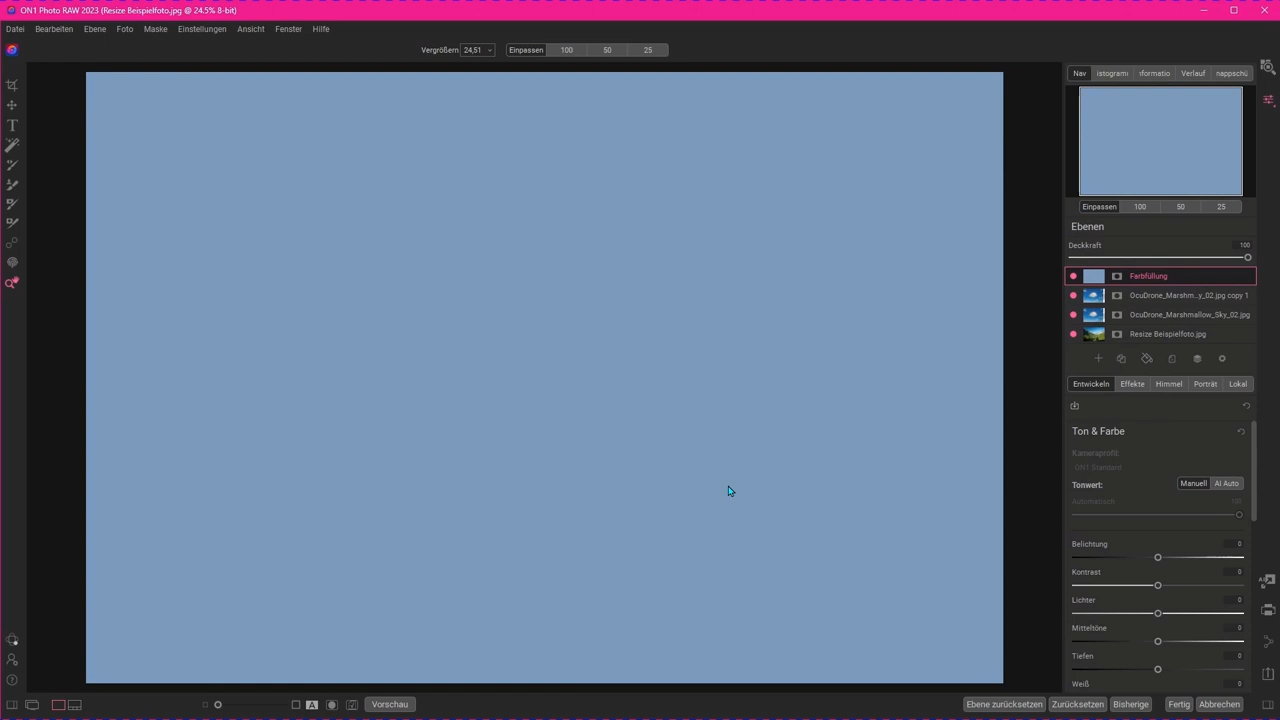 ON1 Photo RAW 2023 (Resize Beispielfoto.jpg @ 24.5% 8-bit)
Datei Bearbeiten Ebene Foto Maske Einstellungen Ansicht Fenster Hilfe
Vergrößern 24,51 Einpassen 100 50 25
Nav istogramı ıformatio Verlauf nappschü
Einpassen 100 50 25
Ebenen
Deckkraft 100
Farbfüllung
OcuDrone_Marshm...y_02.jpg copy 1
OcuDrone_Marshmallow_Sky_02.jpg
Resize Beispielfoto.jpg
Entwickeln Effekte Himmel Porträt Lokal
Ton & Farbe
Kameraprofil:
ON1 Standard
Tonwert: Manuell AI Auto
Automatisch 100
Belichtung 0
Kontrast 0
Lichter 0
Mitteltöne 0
Tiefen 0
Weiß 0
A Vorschau Ebene zurücksetzen Zurücksetzen Bisherige Fertig Abbrechen